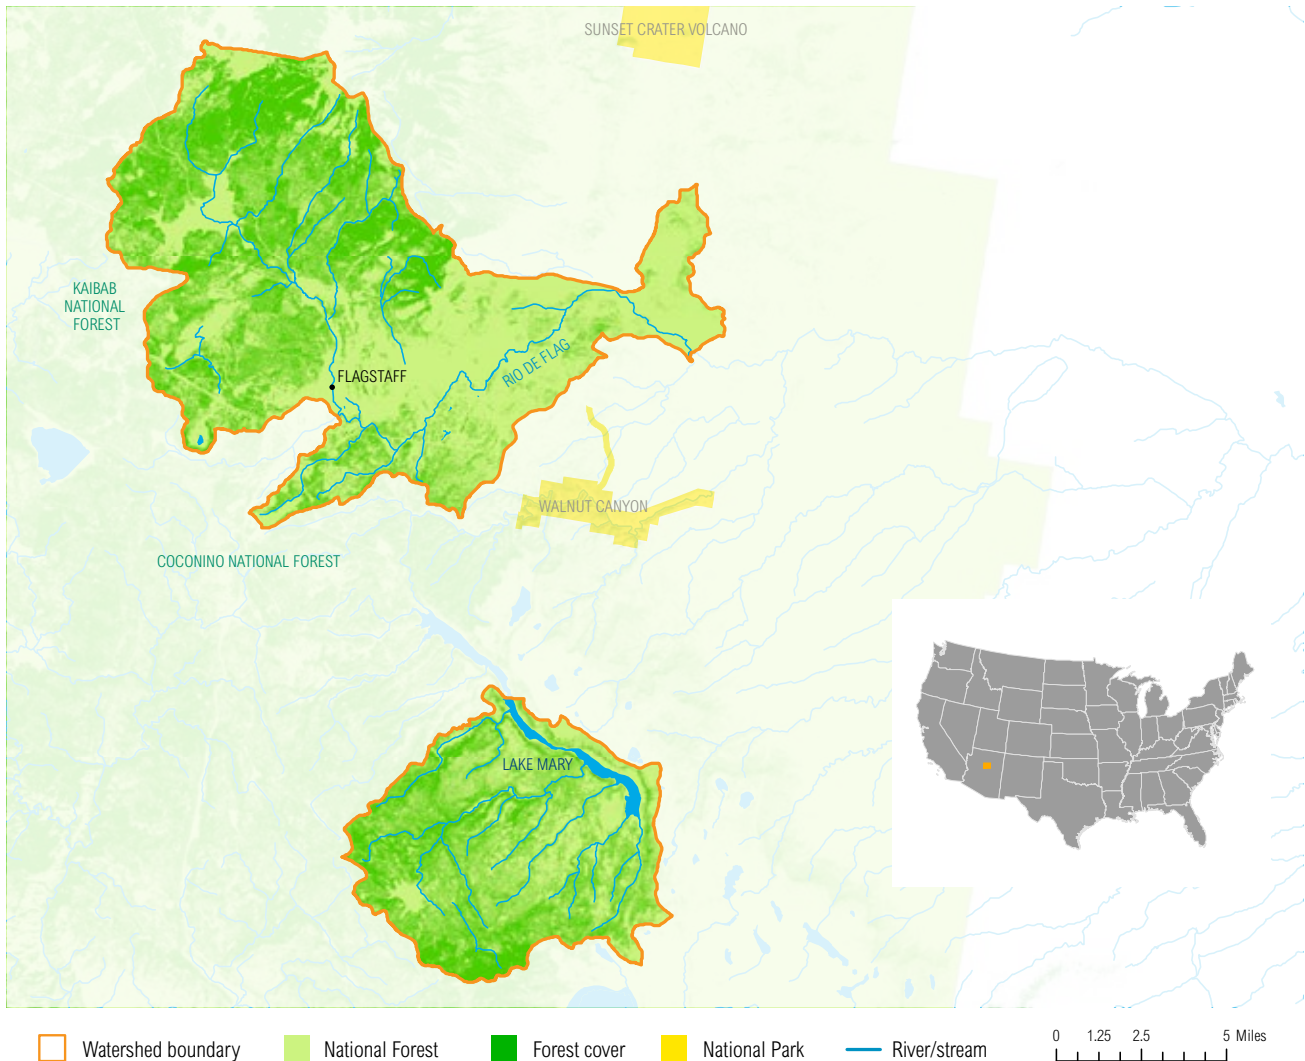 SUNSET CRATER VOLCANO
KAIBAB
NATIONAL
FOREST
FLAGSTAFF
RIO DE FLAG
WALNUT CANYON
COCONINO NATIONAL FOREST
LAKE MARY
Watershed boundary
National Forest
Forest cover
National Park
River/stream
0 1.25 2.5 5 Miles